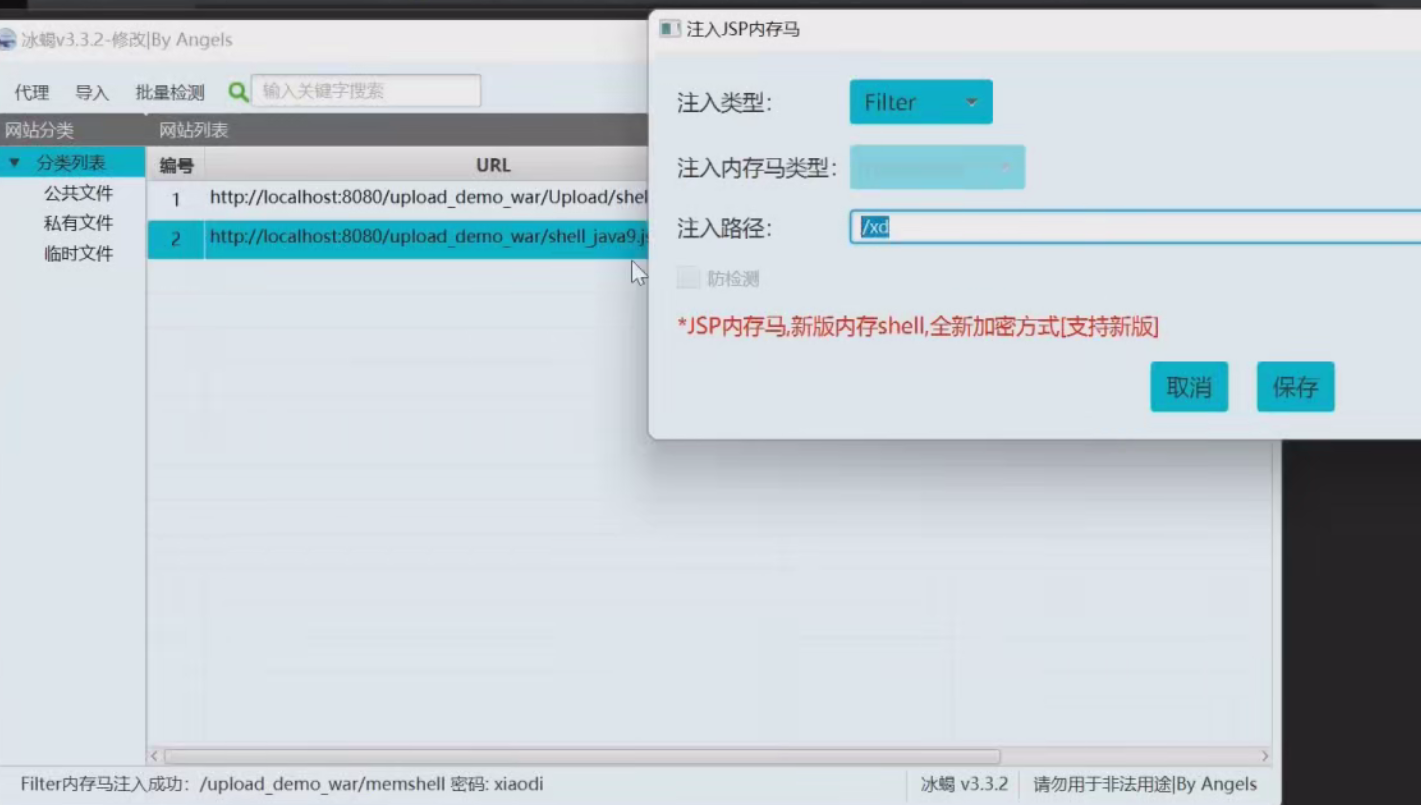 冰蝎v3.3.2-修改|By Angels
代理 导入 批量检测 输入关键字搜索
网站分类 网站列表
分类列表 编号 URL
公共文件 1 http://localhost:8080/upload_demo_war/Upload/shel
私有文件 2 http://localhost:8080/upload_demo_war/shell_java9.js
临时文件
注入JSP内存马
注入类型: Filter
注入内存马类型:
注入路径: /xd
防检测
*JSP内存马,新版内存shell,全新加密方式[支持新版]
取消 保存
Filter内存马注入成功: /upload_demo_war/memshell 密码: xiaodi 冰蝎 v3.3.2 请勿用于非法用途|By Angels